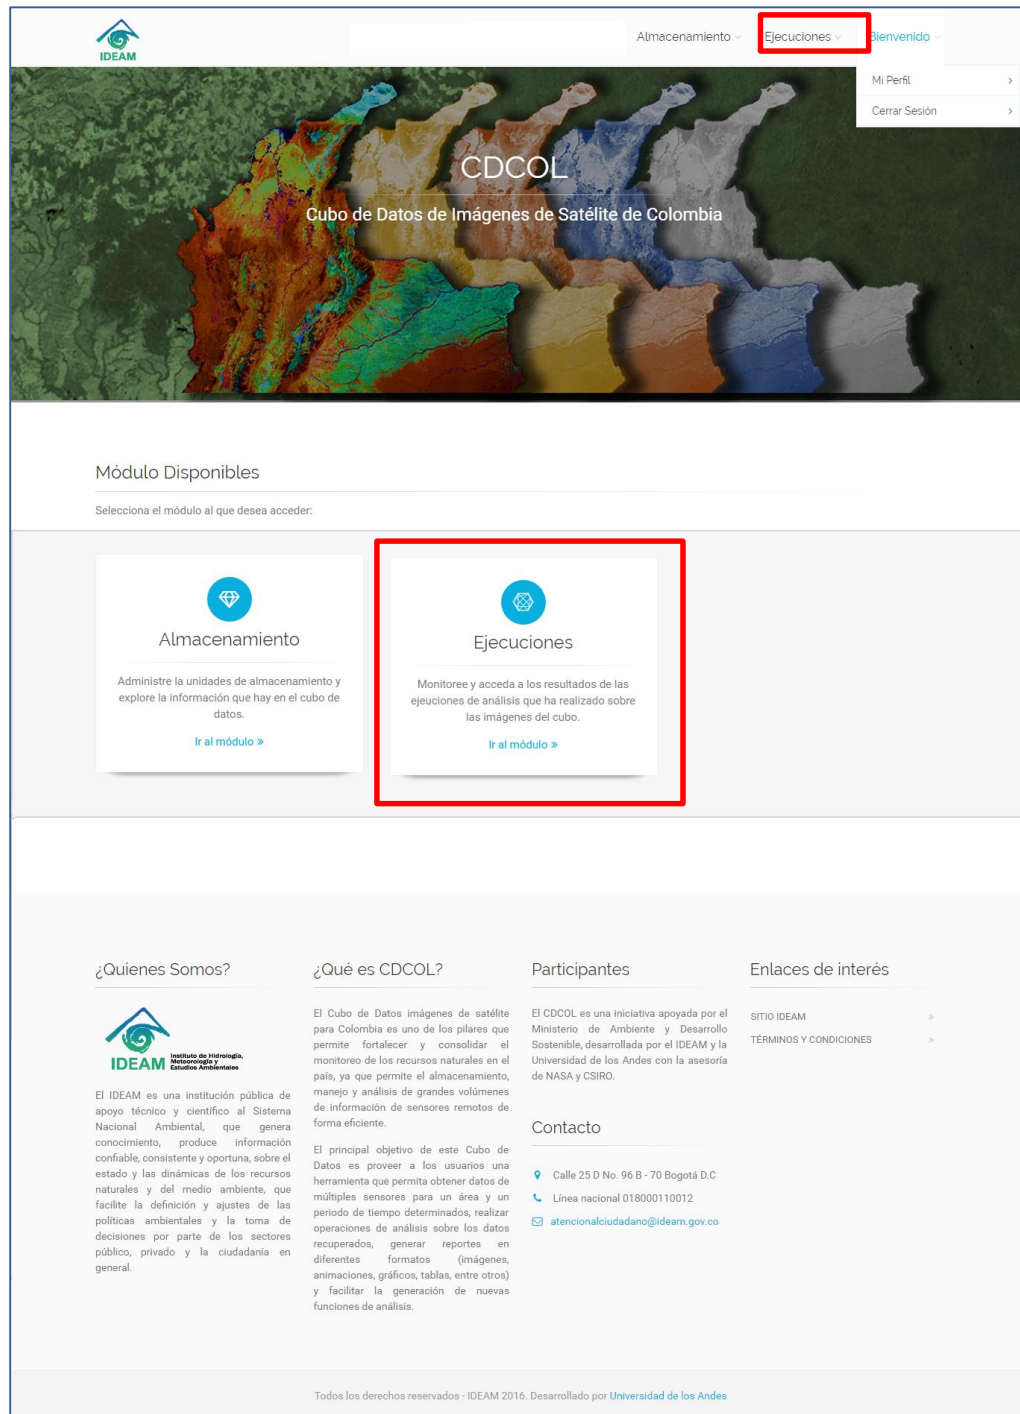 IDEAM
Almacenamiento
Ejecuciones
Bienvenido
Mi Perfil
Cerrar Sesión
CDCOL
Cubo de Datos de Imágenes de Satélite de Colombia
Módulo Disponibles
Selecciona el módulo al que desea acceder:
Almacenamiento
Administre la unidades de almacenamiento y
explore la información que hay en el cubo de
datos.
Ir al módulo »
Ejecuciones
Monitoree y acceda a los resultados de las
ejeuciones de análisis que ha realizado sobre
las imágenes del cubo.
Ir al módulo »
¿Quienes Somos?
IDEAM
Instituto de Hidrología,
Meteorología y
Estudios Ambientales
El IDEAM es una institución pública de
apoyo técnico y científico al Sistema
Nacional Ambiental, que genera
conocimiento, produce información
confiable, consistente y oportuna, sobre el
estado y las dinámicas de los recursos
naturales y del medio ambiente, que
facilite la definición y ajustes de las
políticas ambientales y la toma de
decisiones por parte de los sectores
público, privado y la ciudadanía en
general.
¿Qué es CDCOL?
El Cubo de Datos imágenes de satélite
para Colombia es uno de los pilares que
permite fortalecer y consolidar el
monitoreo de los recursos naturales en el
país, ya que permite el almacenamiento,
manejo y análisis de grandes volúmenes
de información de sensores remotos de
forma eficiente.
El principal objetivo de este Cubo de
Datos es proveer a los usuarios una
herramienta que permita obtener datos de
múltiples sensores para un área y un
periodo de tiempo determinados, realizar
operaciones de análisis sobre los datos
recuperados, generar reportes en
diferentes formatos (imágenes,
animaciones, gráficos, tablas, entre otros)
y facilitar la generación de nuevas
funciones de análisis.
Participantes
El CDCOL es una iniciativa apoyada por el
Ministerio de Ambiente y Desarrollo
Sostenible, desarrollada por el IDEAM y la
Universidad de los Andes con la asesoría
de NASA y CSIRO.
Contacto
Calle 25 D No. 96 B - 70 Bogotá D.C
Línea nacional 018000110012
atencionalciudadano@ideam.gov.co
Enlaces de interés
SITIO IDEAM »
TÉRMINOS Y CONDICIONES »
Todos los derechos reservados - IDEAM 2016. Desarrollado por Universidad de los Andes